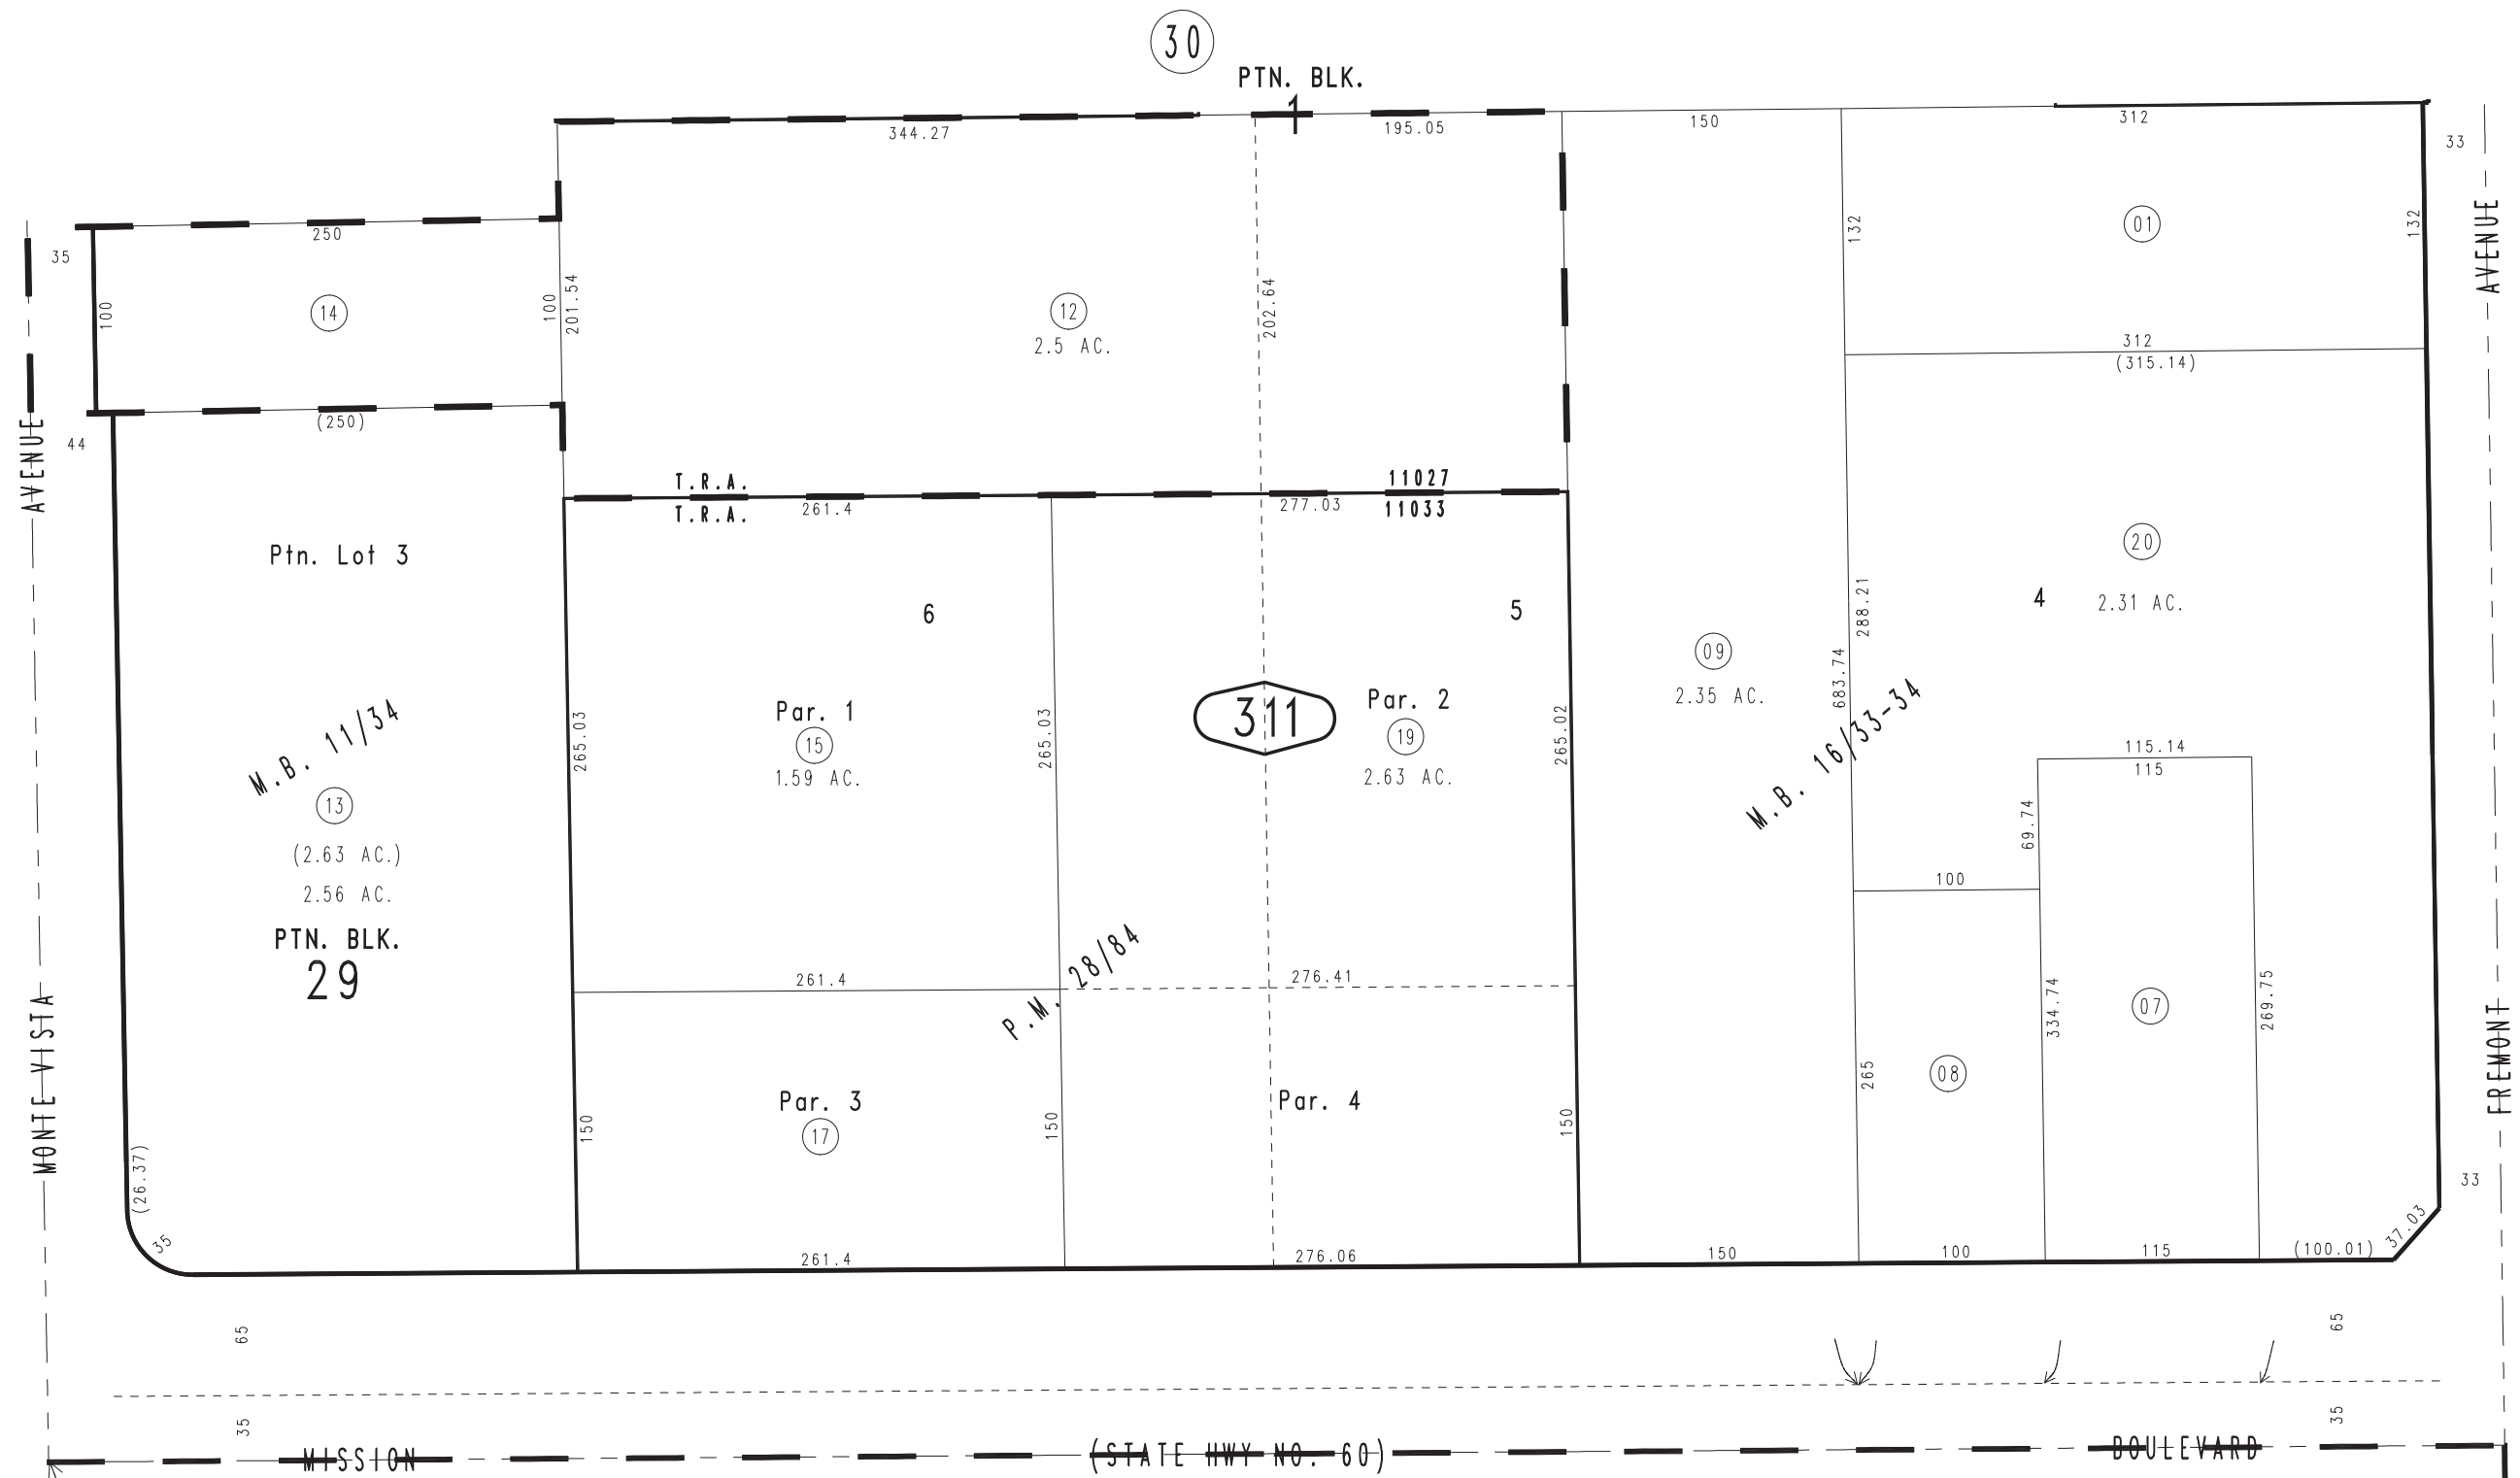 30
PTN. BLK.
1
344.27
195.05
150
312
33
250
35
100
14
100
201.54
12
2.5 AC.
202.64
132
01
132
AVENUE
312
(315.14)
(250)
44
AVENUE
T.R.A.
11027
T.R.A.
11033
261.4
277.03
Ptn. Lot 3
6
5
20
4
2.31 AC.
288.21
683.74
09
2.35 AC.
M.B. 11/34
Par. 1
15
1.59 AC.
265.03
265.03
311
Par. 2
19
2.63 AC.
265.02
M.B. 16/33-34
115.14
115
69.74
13
(2.63 AC.)
2.56 AC.
PTN. BLK.
29
100
P.M. 28/84
261.4
276.41
334.74
07
269.75
265
08
MONTE VISTA
FREMONT
Par. 3
17
Par. 4
150
150
150
(26.37)
35
33
37.03
261.4
276.06
150
100
115
(100.01)
65
65
35
35
MISSION
(STATE HWY NO. 60)
BOULEVARD